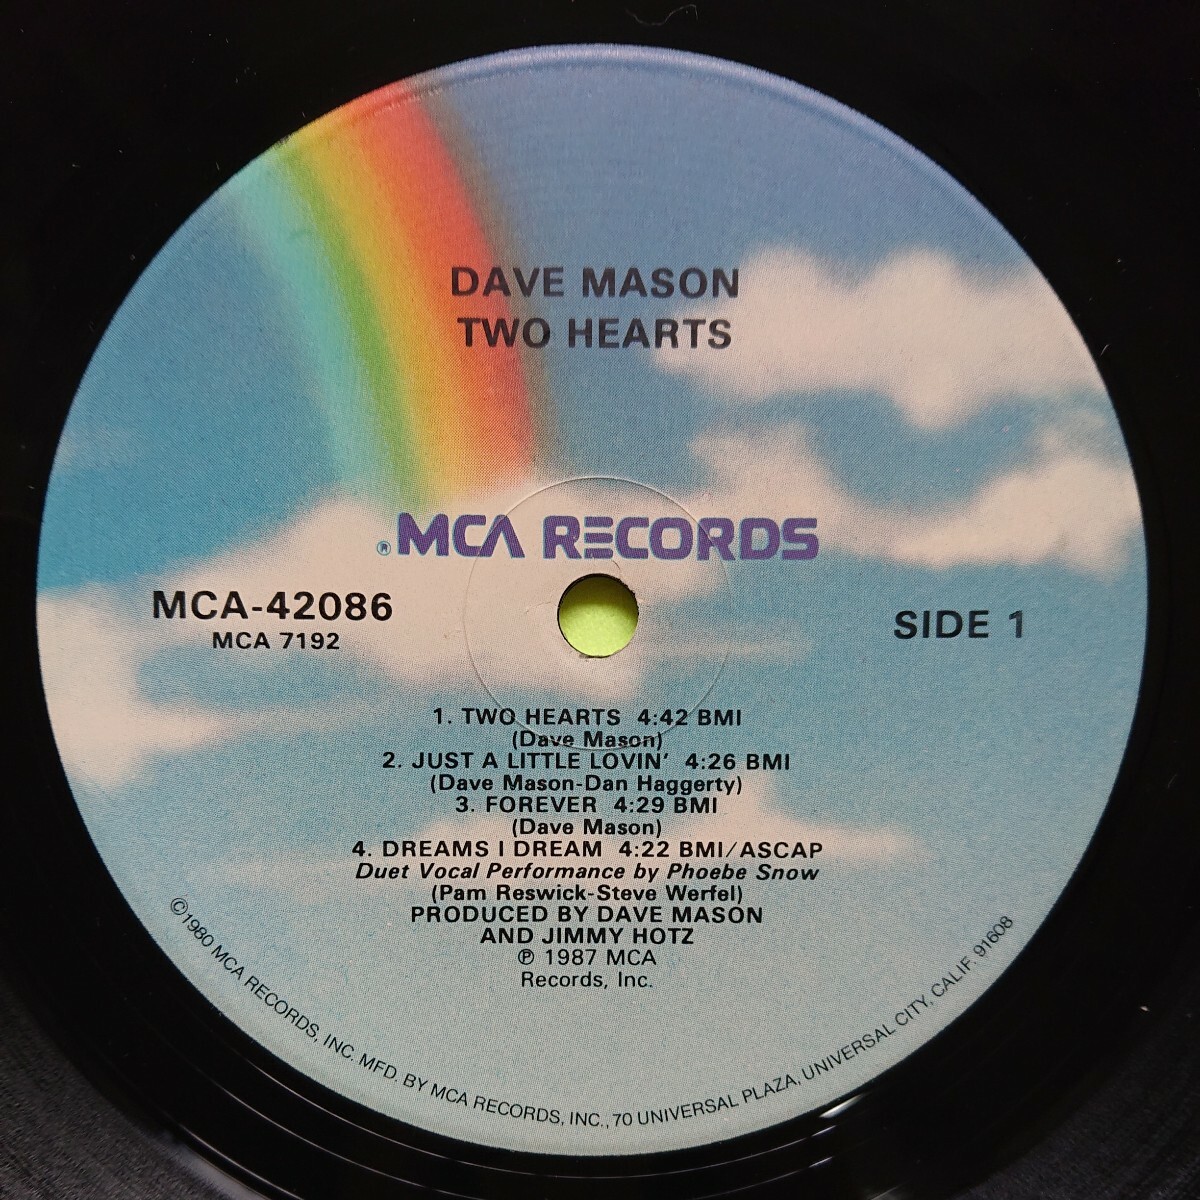 DAVE MASON
TWO HEARTS
® MCA RECORDS
MCA-42086
MCA 7192
SIDE 1
1. TWO HEARTS 4:42 BMI
(Dave Mason)
2. JUST A LITTLE LOVIN' 4:26 BMI
(Dave Mason-Dan Haggerty)
3. FOREVER 4:29 BMI
(Dave Mason)
4. DREAMS I DREAM 4:22 BMI/ASCAP
Duet Vocal Performance by Phoebe Snow
(Pam Reswick-Steve Werfel)
PRODUCED BY DAVE MASON
AND JIMMY HOTZ
℗ 1987 MCA
Records, Inc.
©1980 MCA RECORDS, INC. MFD. BY MCA RECORDS, INC., 70 UNIVERSAL PLAZA, UNIVERSAL CITY, CALIF. 91608